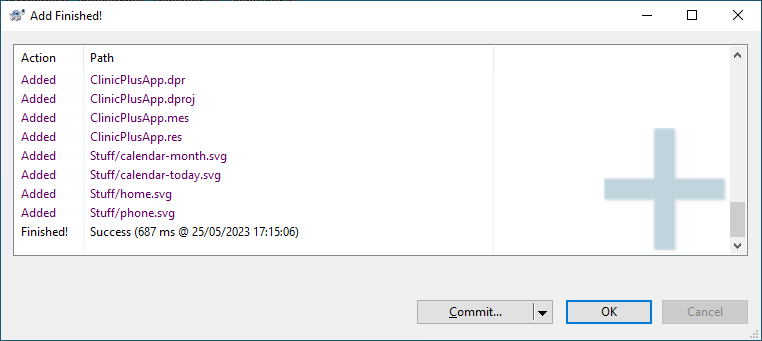 Add Finished!
Action Path
Added ClinicPlusApp.dpr
Added ClinicPlusApp.dproj
Added ClinicPlusApp.mes
Added ClinicPlusApp.res
Added Stuff/calendar-month.svg
Added Stuff/calendar-today.svg
Added Stuff/home.svg
Added Stuff/phone.svg
Finished! Success (687 ms @ 25/05/2023 17:15:06)
Commit... OK Cancel